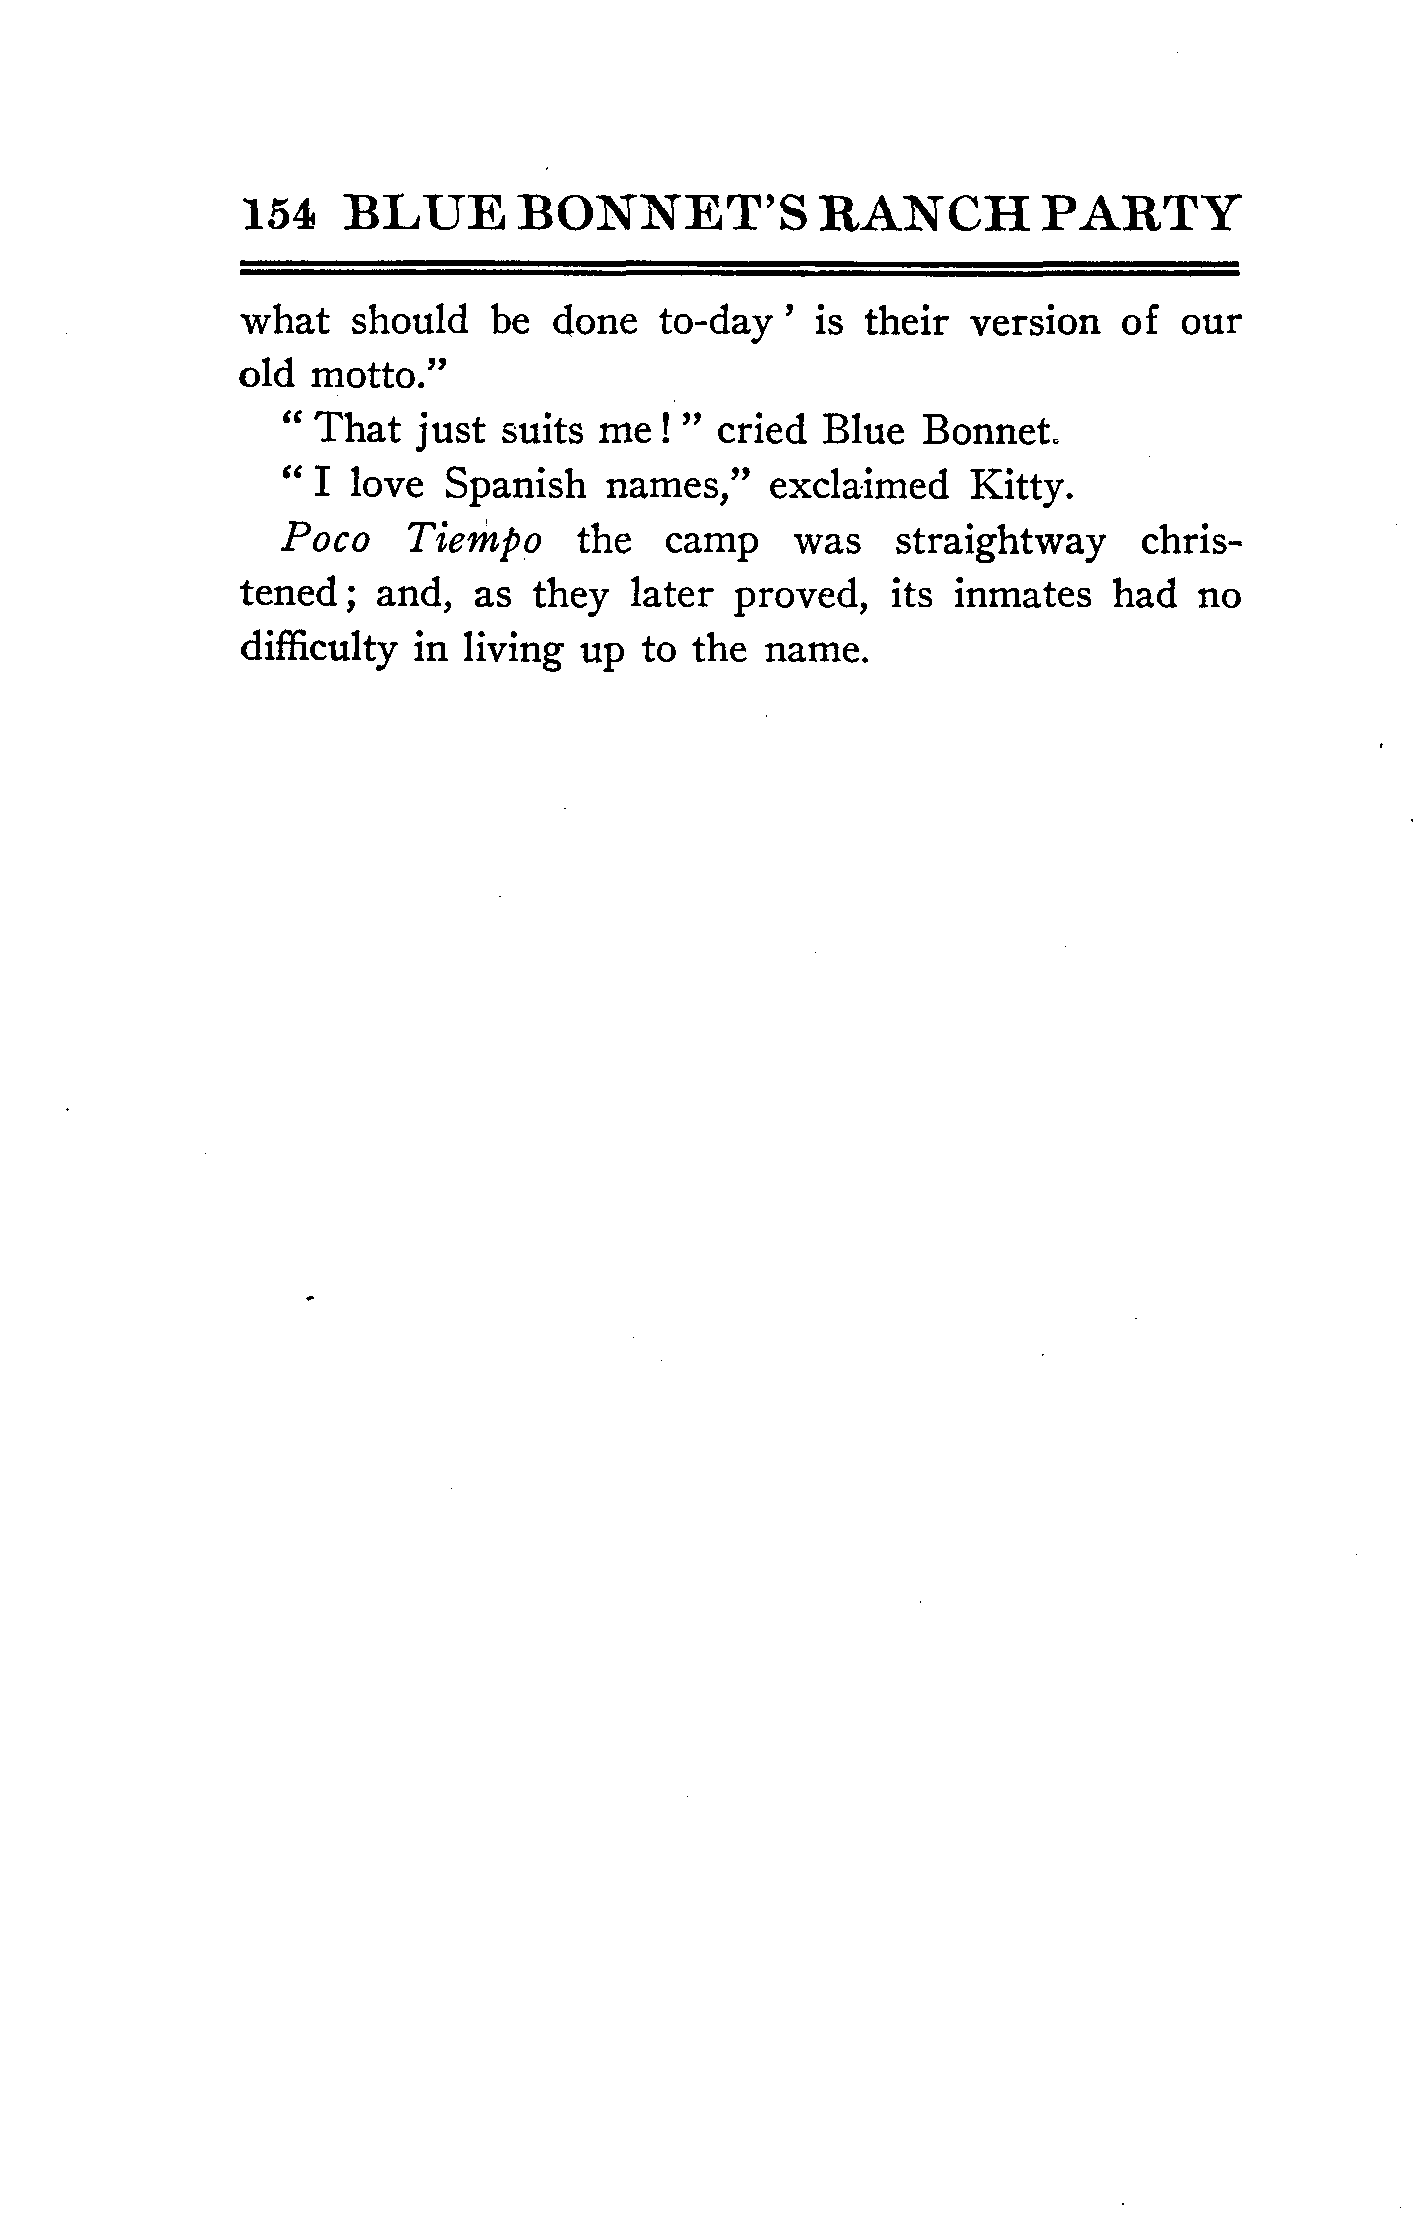 154 BLUE BONNET'S RANCH PARTY
what should be done to-day ' is their version of our
old motto."
" That just suits me! " cried Blue Bonnet.
" I love Spanish names," exclaimed Kitty.
Poco Tiempo the camp was straightway chris-
tened; and, as they later proved, its inmates had no
difficulty in living up to the name.